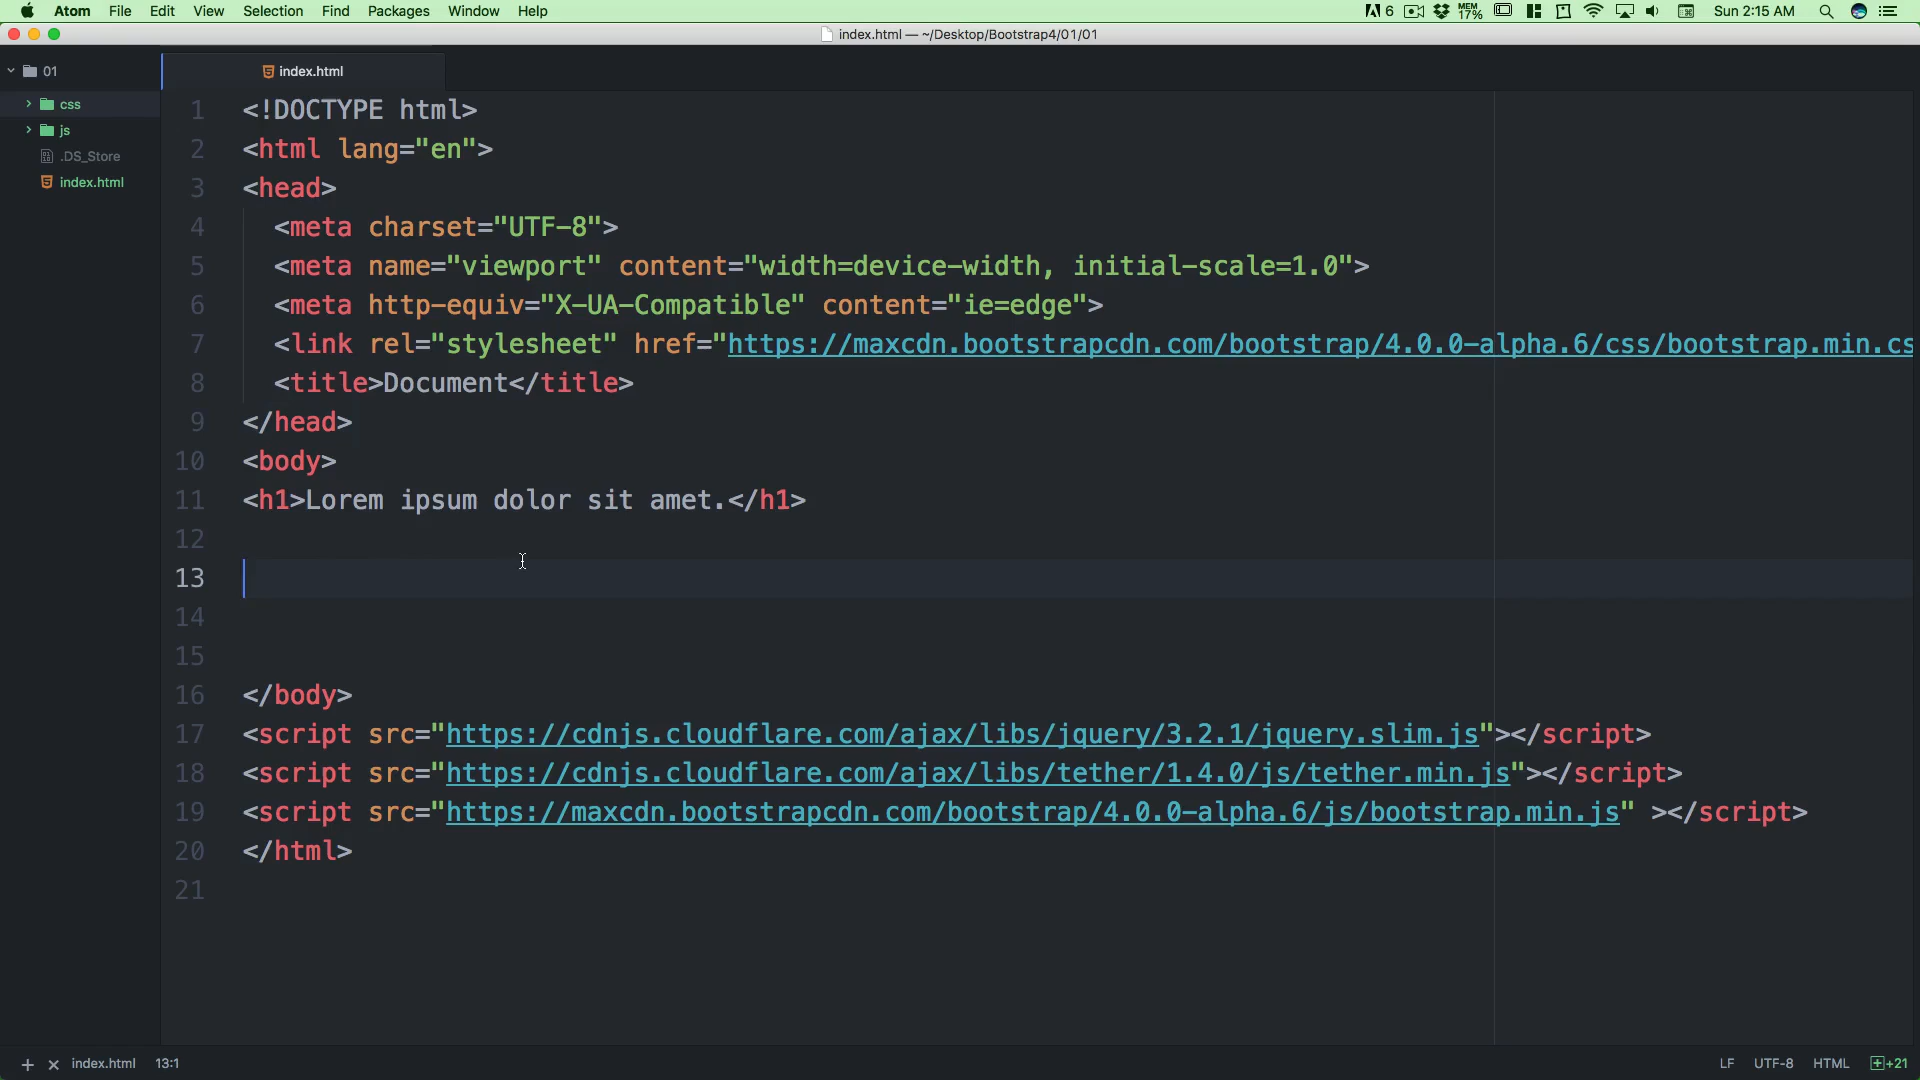 Atom File Edit View Selection Find Packages Window Help 6 MEM 17% Sun 2:15 AM
index.html — ~/Desktop/Bootstrap4/01/01
01
css
js
.DS_Store
index.html
index.html
1 <!DOCTYPE html>
2 <html lang="en">
3 <head>
4 <meta charset="UTF-8">
5 <meta name="viewport" content="width=device-width, initial-scale=1.0">
6 <meta http-equiv="X-UA-Compatible" content="ie=edge">
7 <link rel="stylesheet" href="https://maxcdn.bootstrapcdn.com/bootstrap/4.0.0-alpha.6/css/bootstrap.min.cs
8 <title>Document</title>
9 </head>
10 <body>
11 <h1>Lorem ipsum dolor sit amet.</h1>
12
13
14
15
16 </body>
17 <script src="https://cdnjs.cloudflare.com/ajax/libs/jquery/3.2.1/jquery.slim.js"></script>
18 <script src="https://cdnjs.cloudflare.com/ajax/libs/tether/1.4.0/js/tether.min.js"></script>
19 <script src="https://maxcdn.bootstrapcdn.com/bootstrap/4.0.0-alpha.6/js/bootstrap.min.js" ></script>
20 </html>
21
index.html 13:1 LF UTF-8 HTML +21